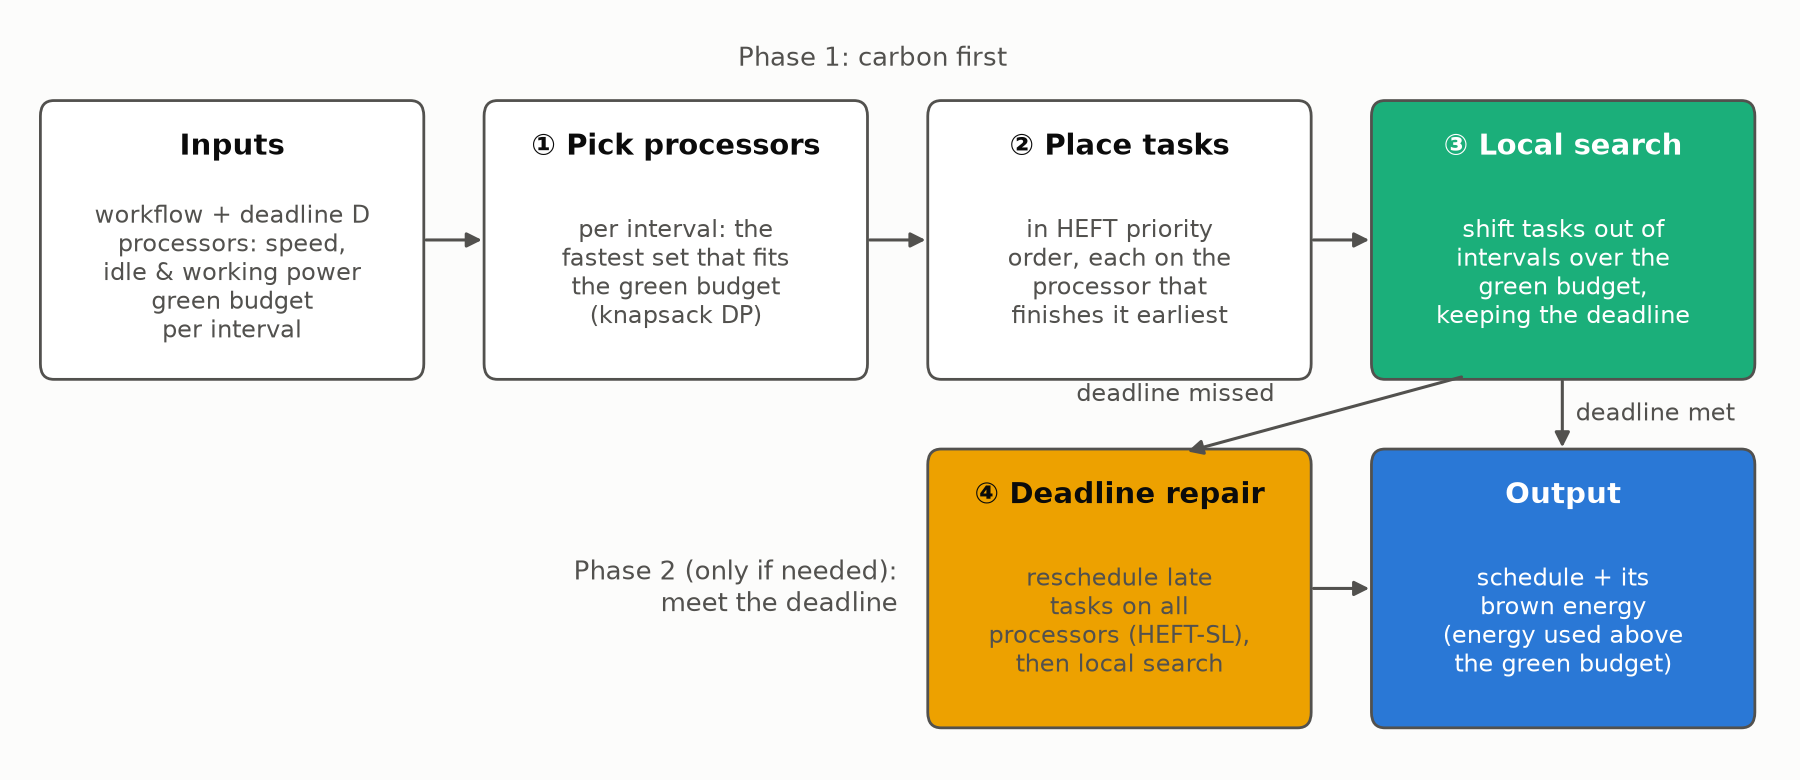 Phase 1: carbon first
Inputs
workflow + deadline D
processors: speed,
idle & working power
green budget
per interval
① Pick processors
per interval: the
fastest set that fits
the green budget
(knapsack DP)
② Place tasks
in HEFT priority
order, each on the
processor that
finishes it earliest
③ Local search
shift tasks out of
intervals over the
green budget,
keeping the deadline
deadline missed
deadline met
Phase 2 (only if needed):
meet the deadline
④ Deadline repair
reschedule late
tasks on all
processors (HEFT-SL),
then local search
Output
schedule + its
brown energy
(energy used above
the green budget)